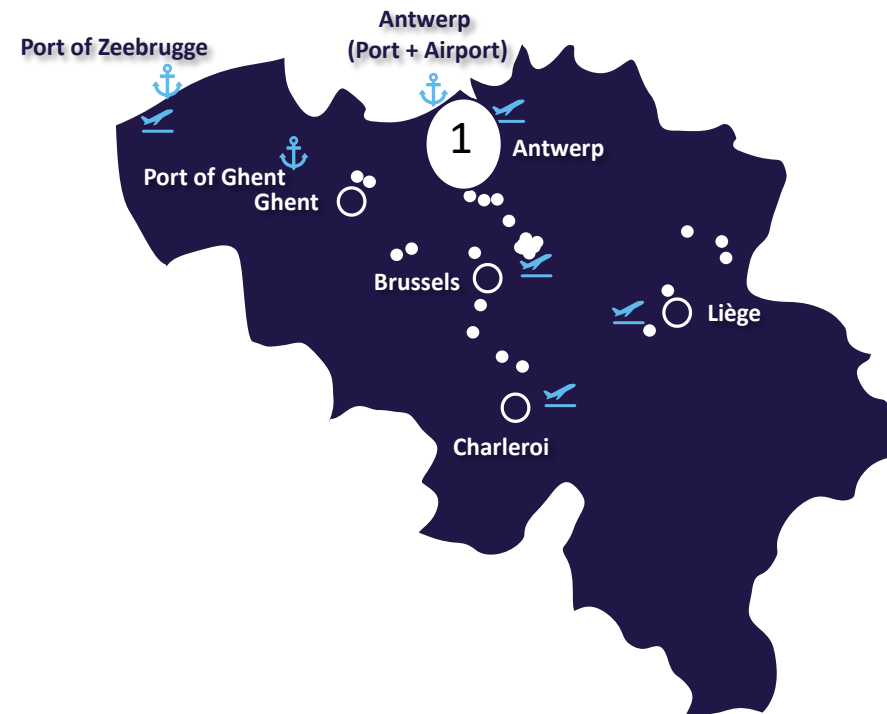 Antwerp
(Port + Airport)
Port of Zeebrugge
1
Antwerp
Port of Ghent
Ghent
Brussels
Liège
Charleroi